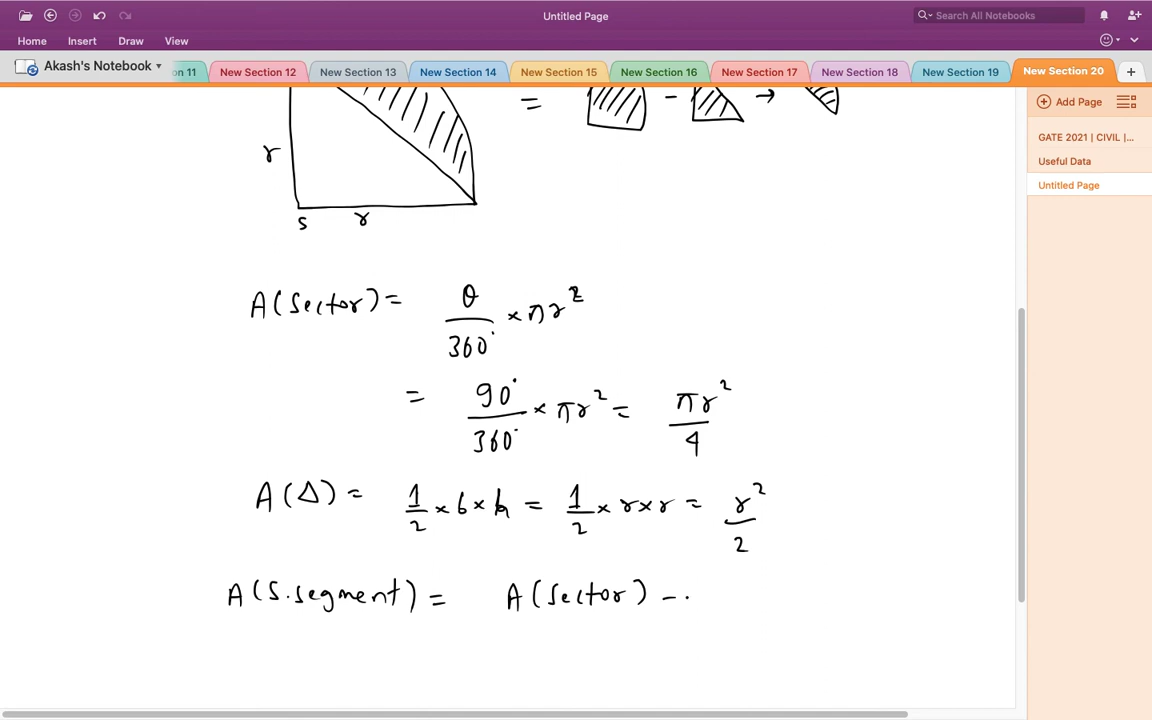 Untitled Page
Search All Notebooks
Home Insert Draw View
Akash's Notebook
on 11 New Section 12 New Section 13 New Section 14 New Section 15 New Section 16 New Section 17 New Section 18 New Section 19 New Section 20
Add Page
GATE 2021 | CIVIL |...
Useful Data
Untitled Page
= - →
r
s r
A(Sector) = θ/360° × πr²
= 90°/360° × πr² = πr²/4
A(Δ) = 1/2 × b × h = 1/2 × r × r = r²/2
A(S.segment) = A(Sector) -